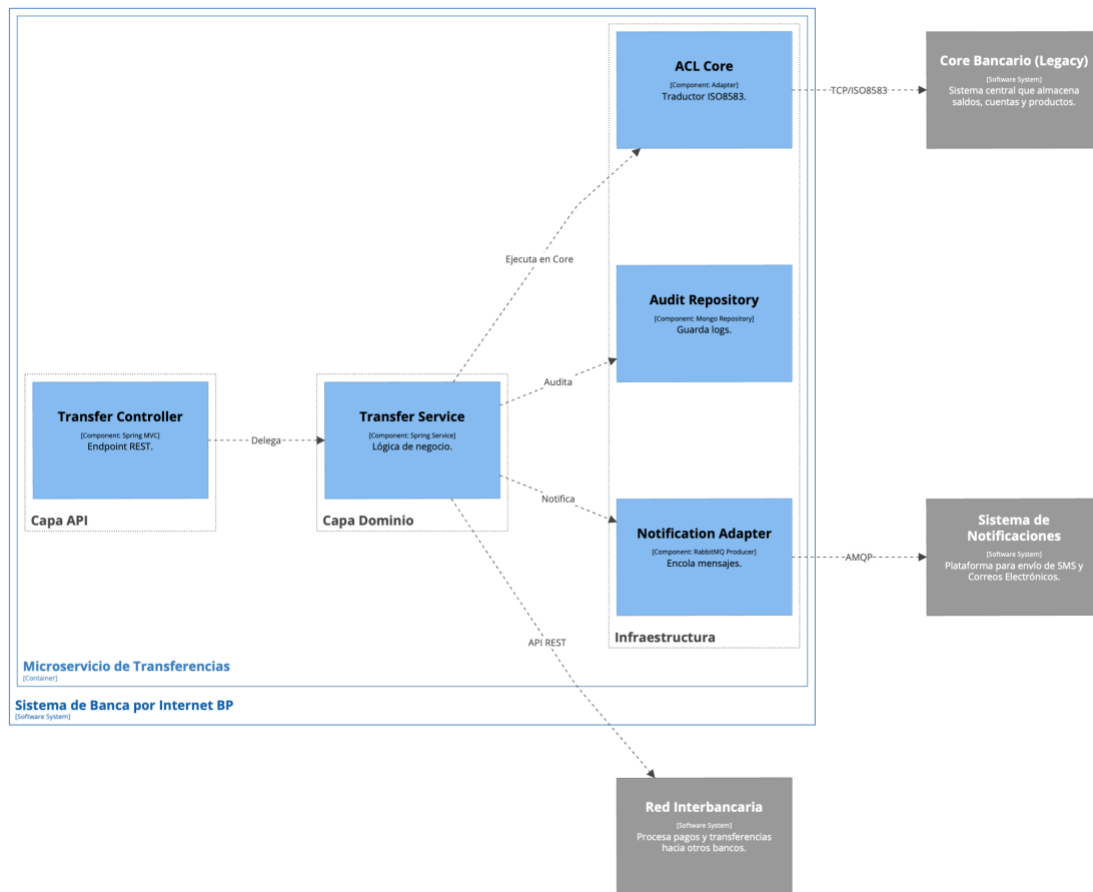 ACL Core
[Component: Adapter]
Traductor ISO8583.
TCP/ISO8583
Core Bancario (Legacy)
[Software System]
Sistema central que almacena
saldos, cuentas y productos.
Ejecuta en Core
Audit Repository
[Component: Mongo Repository]
Guarda logs.
Audita
Transfer Controller
[Component: Spring MVC]
Endpoint REST.
Capa API
Delega
Transfer Service
[Component: Spring Service]
Lógica de negocio.
Capa Dominio
Notifica
Notification Adapter
[Component: RabbitMQ Producer]
Encola mensajes.
Infraestructura
AMQP
Sistema de
Notificaciones
[Software System]
Plataforma para envío de SMS y
Correos Electrónicos.
API REST
Microservicio de Transferencias
[Container]
Sistema de Banca por Internet BP
[Software System]
Red Interbancaria
[Software System]
Procesa pagos y transferencias
hacia otros bancos.